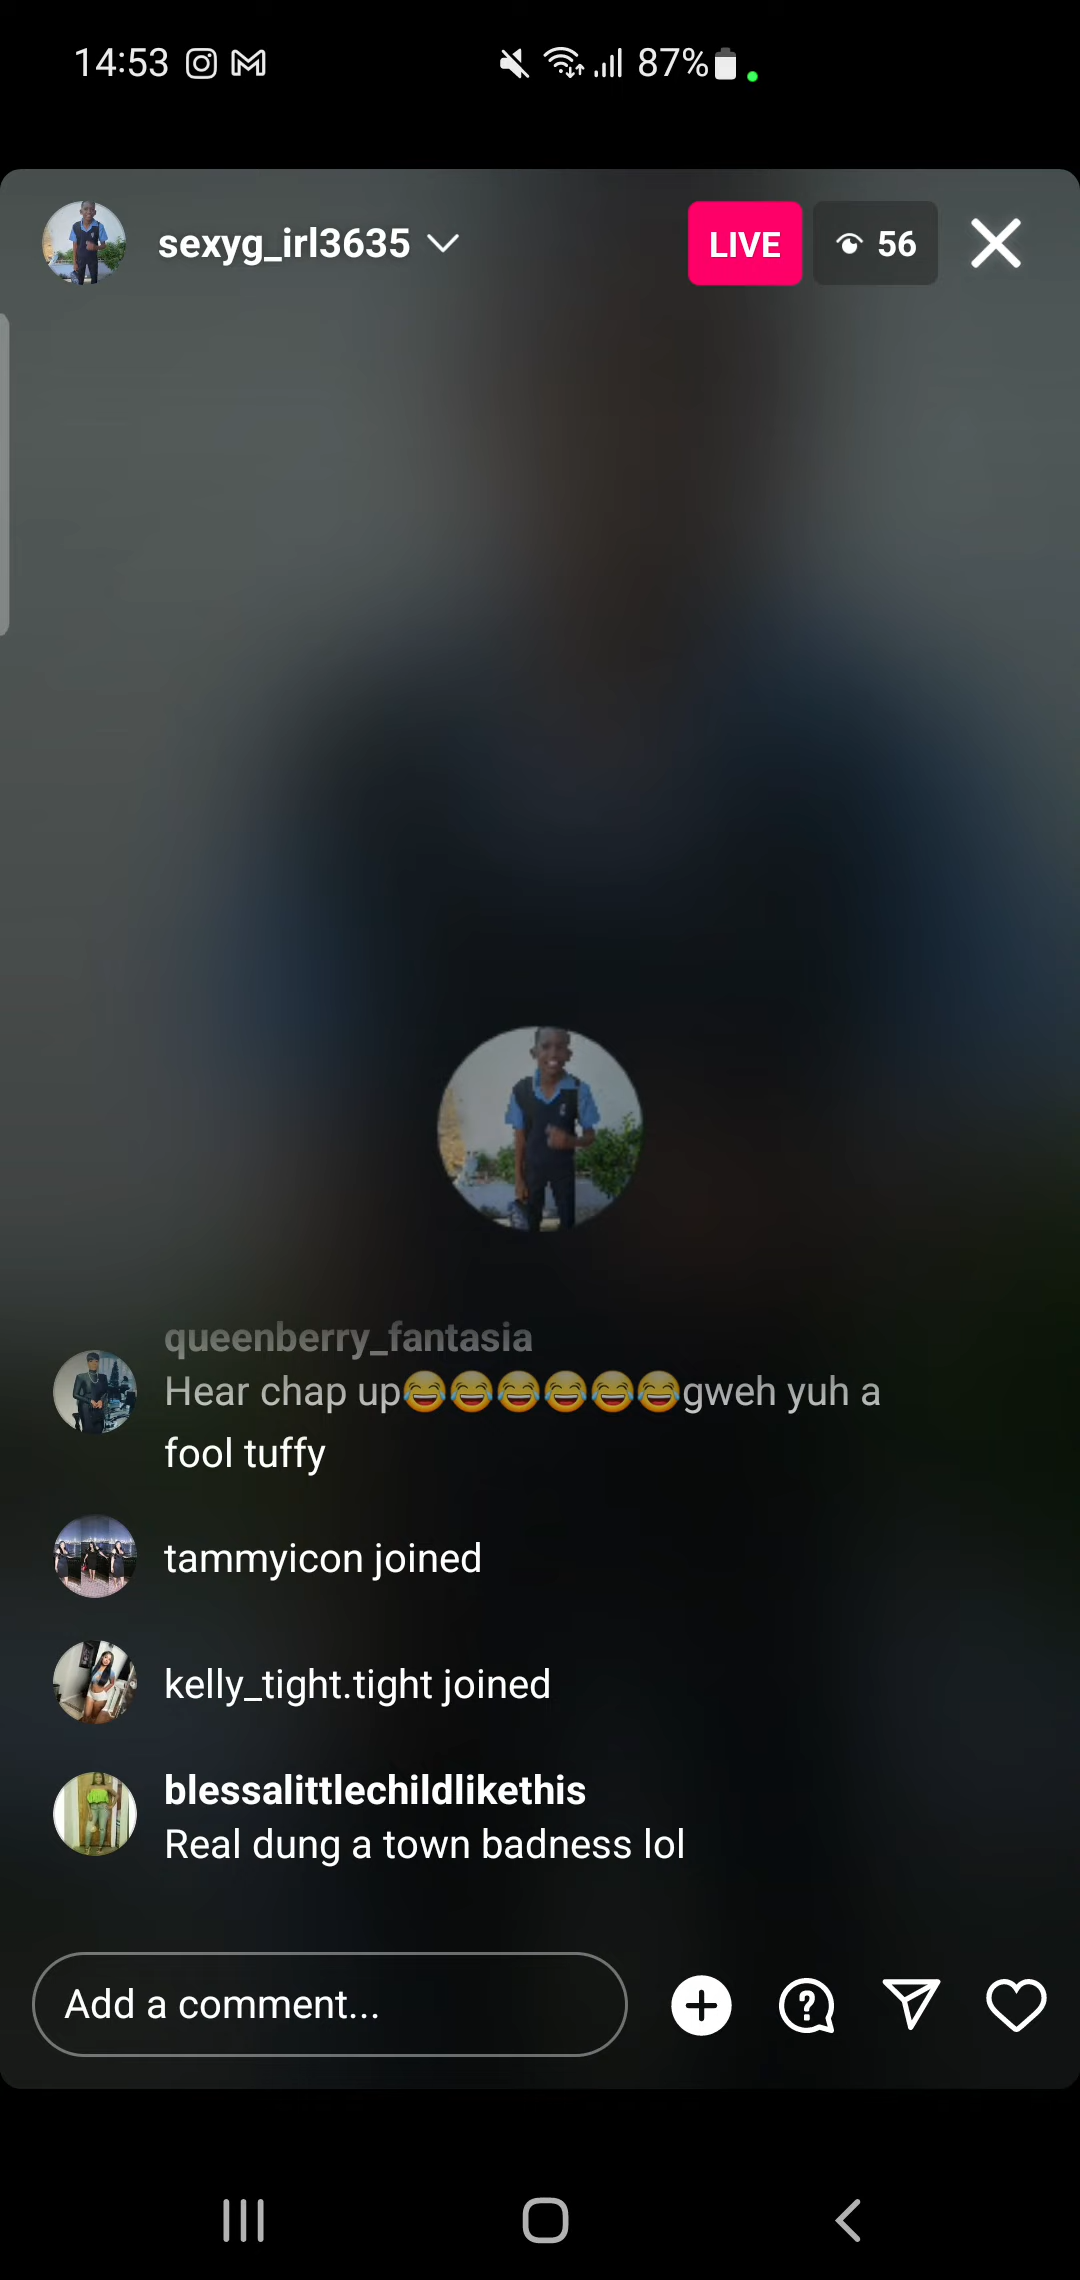 14:53
87%
sexyg_irl3635
LIVE
56
queenberry_fantasia
Hear chap up😂😂😂😂😂😂gweh yuh a
fool tuffy
tammyicon joined
kelly_tight.tight joined
blessalittlechildlikethis
Real dung a town badness lol
Add a comment...